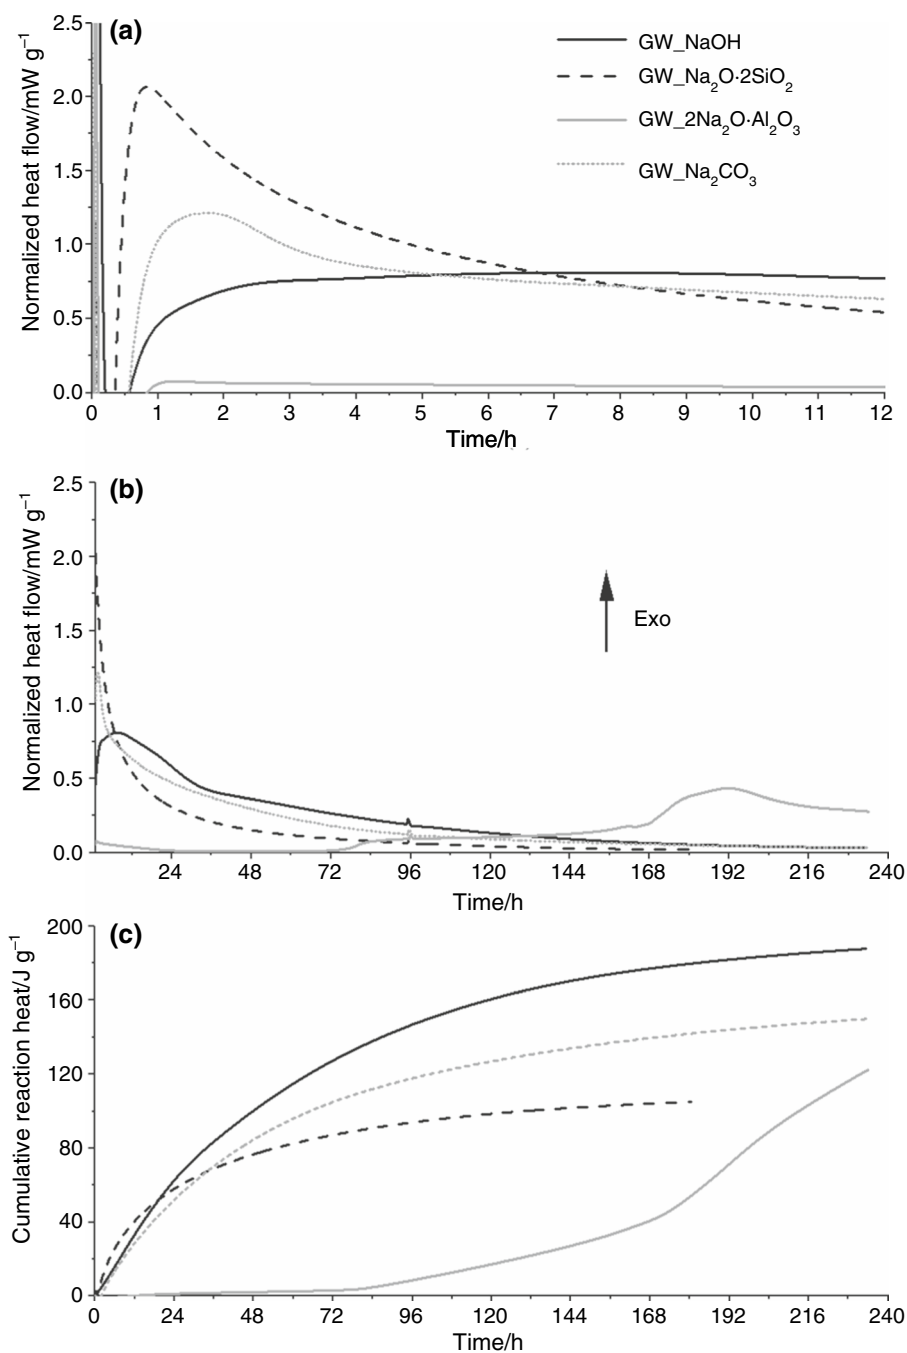 (a)
Normalized heat flow/mW g⁻¹
2.5
2.0
1.5
1.0
0.5
0.0
GW_NaOH
GW_Na₂O·2SiO₂
GW_2Na₂O·Al₂O₃
GW_Na₂CO₃
0 1 2 3 4 5 6 7 8 9 10 11 12
Time/h
(b)
Normalized heat flow/mW g⁻¹
2.5
2.0
1.5
1.0
0.5
0.0
Exo
24 48 72 96 120 144 168 192 216 240
Time/h
(c)
Cumulative reaction heat/J g⁻¹
200
160
120
80
40
0
0 24 48 72 96 120 144 168 192 216 240
Time/h